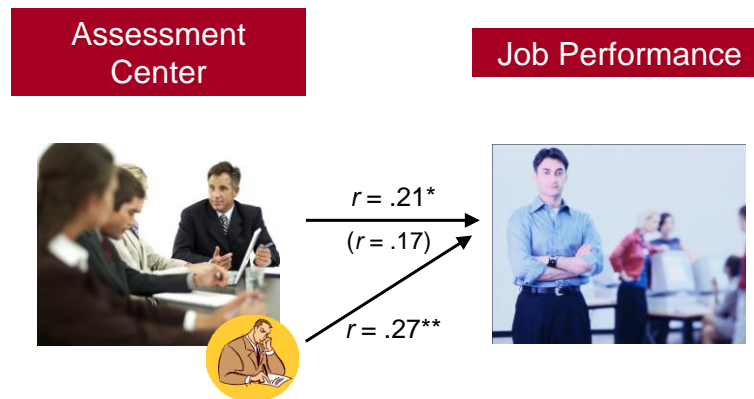 Assessment
Center
Job Performance
r = .21*
(r = .17)
r = .27**